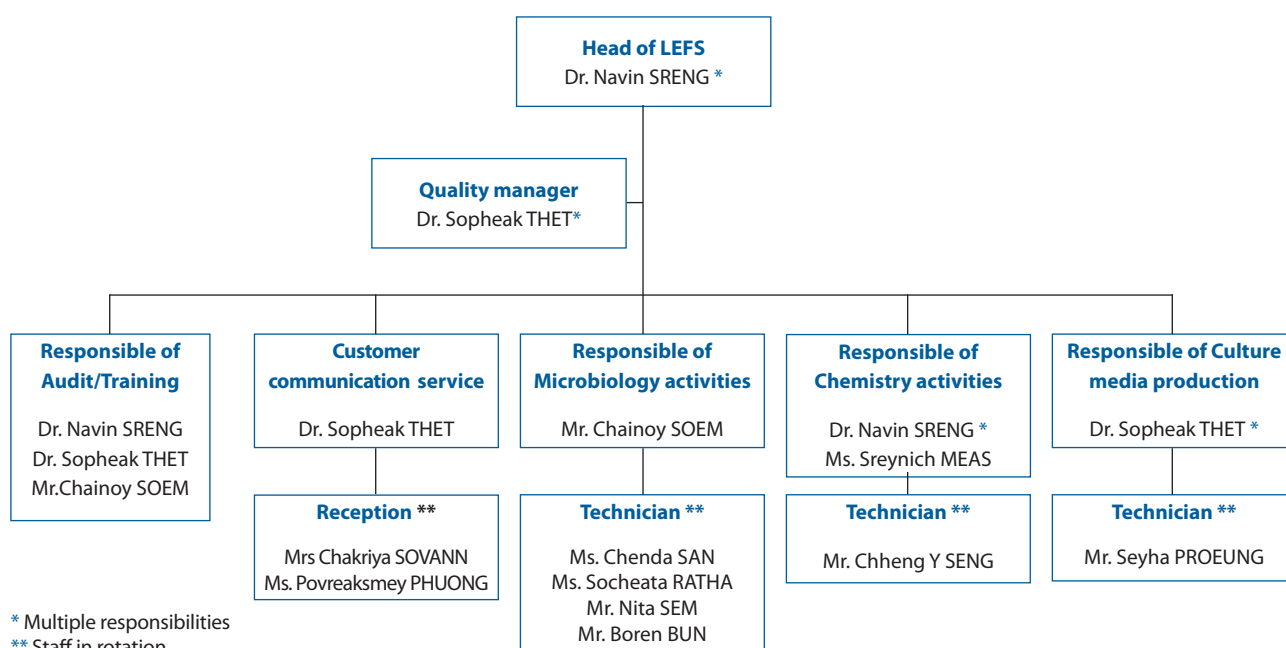 Head of LEFS
Dr. Navin SRENG *
Quality manager
Dr. Sopheak THET*
Responsible of
Audit/Training
Dr. Navin SRENG
Dr. Sopheak THET
Mr.Chainoy SOEM
Customer
communication service
Dr. Sopheak THET
Reception **
Mrs Chakriya SOVANN
Ms. Povreaksmey PHUONG
Responsible of
Microbiology activities
Mr. Chainoy SOEM
Technician **
Ms. Chenda SAN
Ms. Socheata RATHA
Mr. Nita SEM
Mr. Boren BUN
Responsible of
Chemistry activities
Dr. Navin SRENG *
Ms. Sreynich MEAS
Technician **
Mr. Chheng Y SENG
Responsible of Culture
media production
Dr. Sopheak THET *
Technician **
Mr. Seyha PROEUNG
* Multiple responsibilities
** Staff in rotation